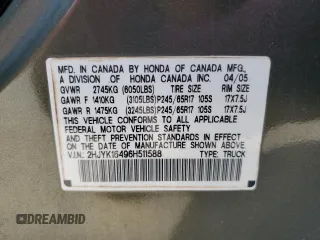 MFD. IN CANADA BY HONDA OF CANADA MFG.,
A DIVISION OF HONDA CANADA INC. 04/05
GVWR 2745KG (6050LBS) TIRE SIZE RIM SIZE
GAWR F 1410KG (3105LBS) P245/65R17 105S 17X7.5J
GAWR R 1475KG (3245LBS) P245/65R17 105S 17X7.5J
THIS VEHICLE CONFORMS TO ALL APPLICABLE
FEDERAL MOTOR VEHICLE SAFETY
STANDARDS IN EFFECT ON THE DATE OF
MANUFACTURE SHOWN ABOVE.
V.I.N.: 2HJYK16496H511588 TYPE: TRUCK
DREAMBID